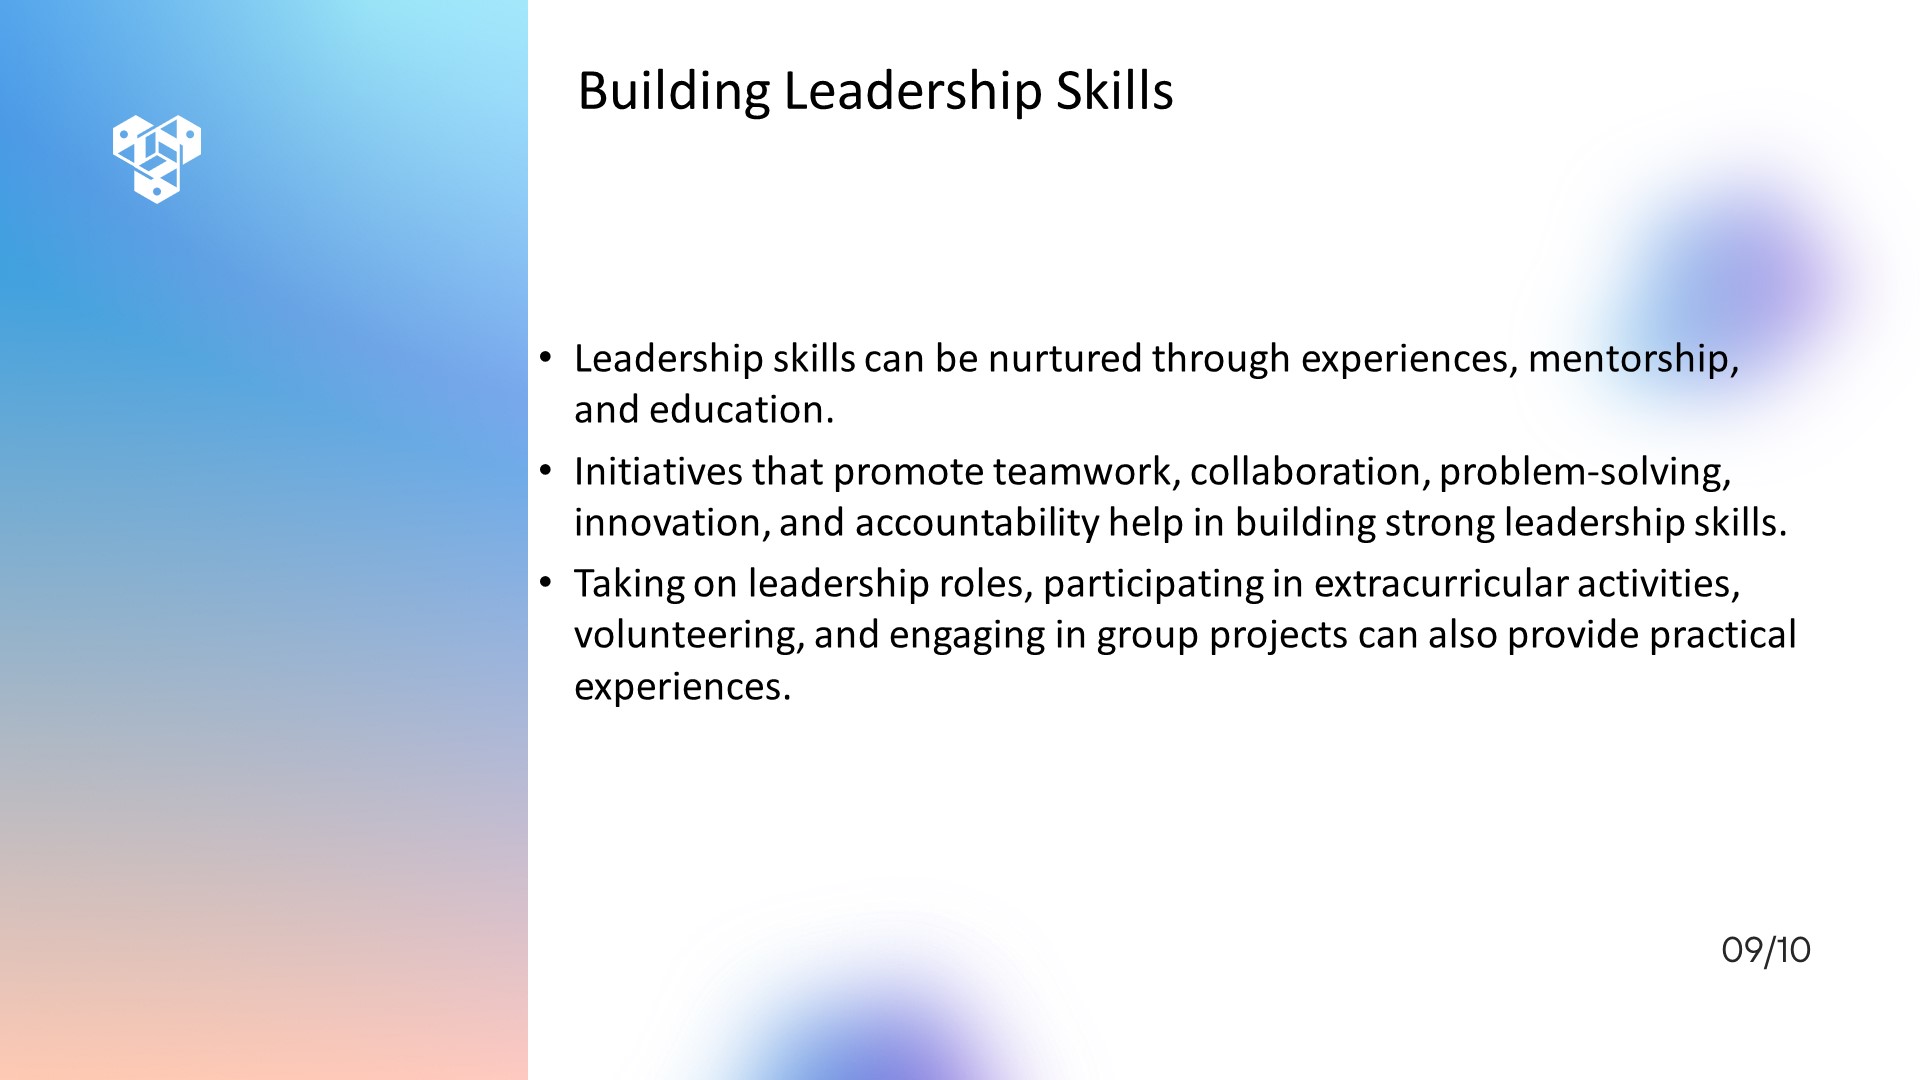 Building Leadership Skills
• Leadership skills can be nurtured through experiences, mentorship,
and education.
• Initiatives that promote teamwork, collaboration, problem-solving,
innovation, and accountability help in building strong leadership skills.
• Taking on leadership roles, participating in extracurricular activities,
volunteering, and engaging in group projects can also provide practical
experiences.
09/10